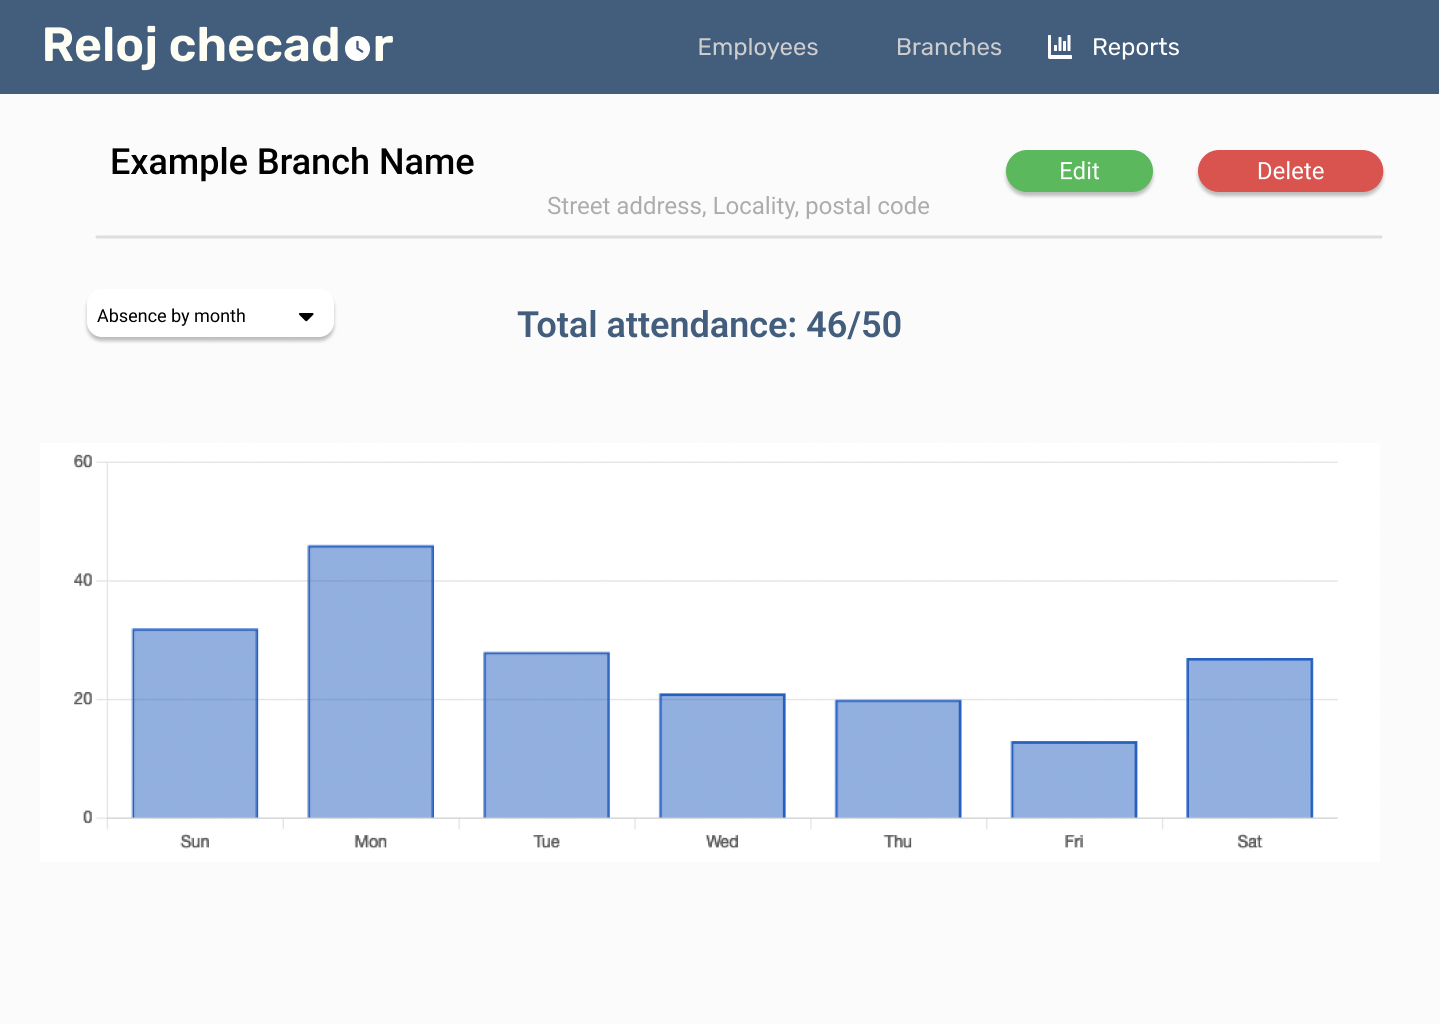 Reloj checador
Employees
Branches
Reports
Example Branch Name
Street address, Locality, postal code
Edit
Delete
Absence by month
Total attendance: 46/50
60
40
20
0
Sun
Mon
Tue
Wed
Thu
Fri
Sat